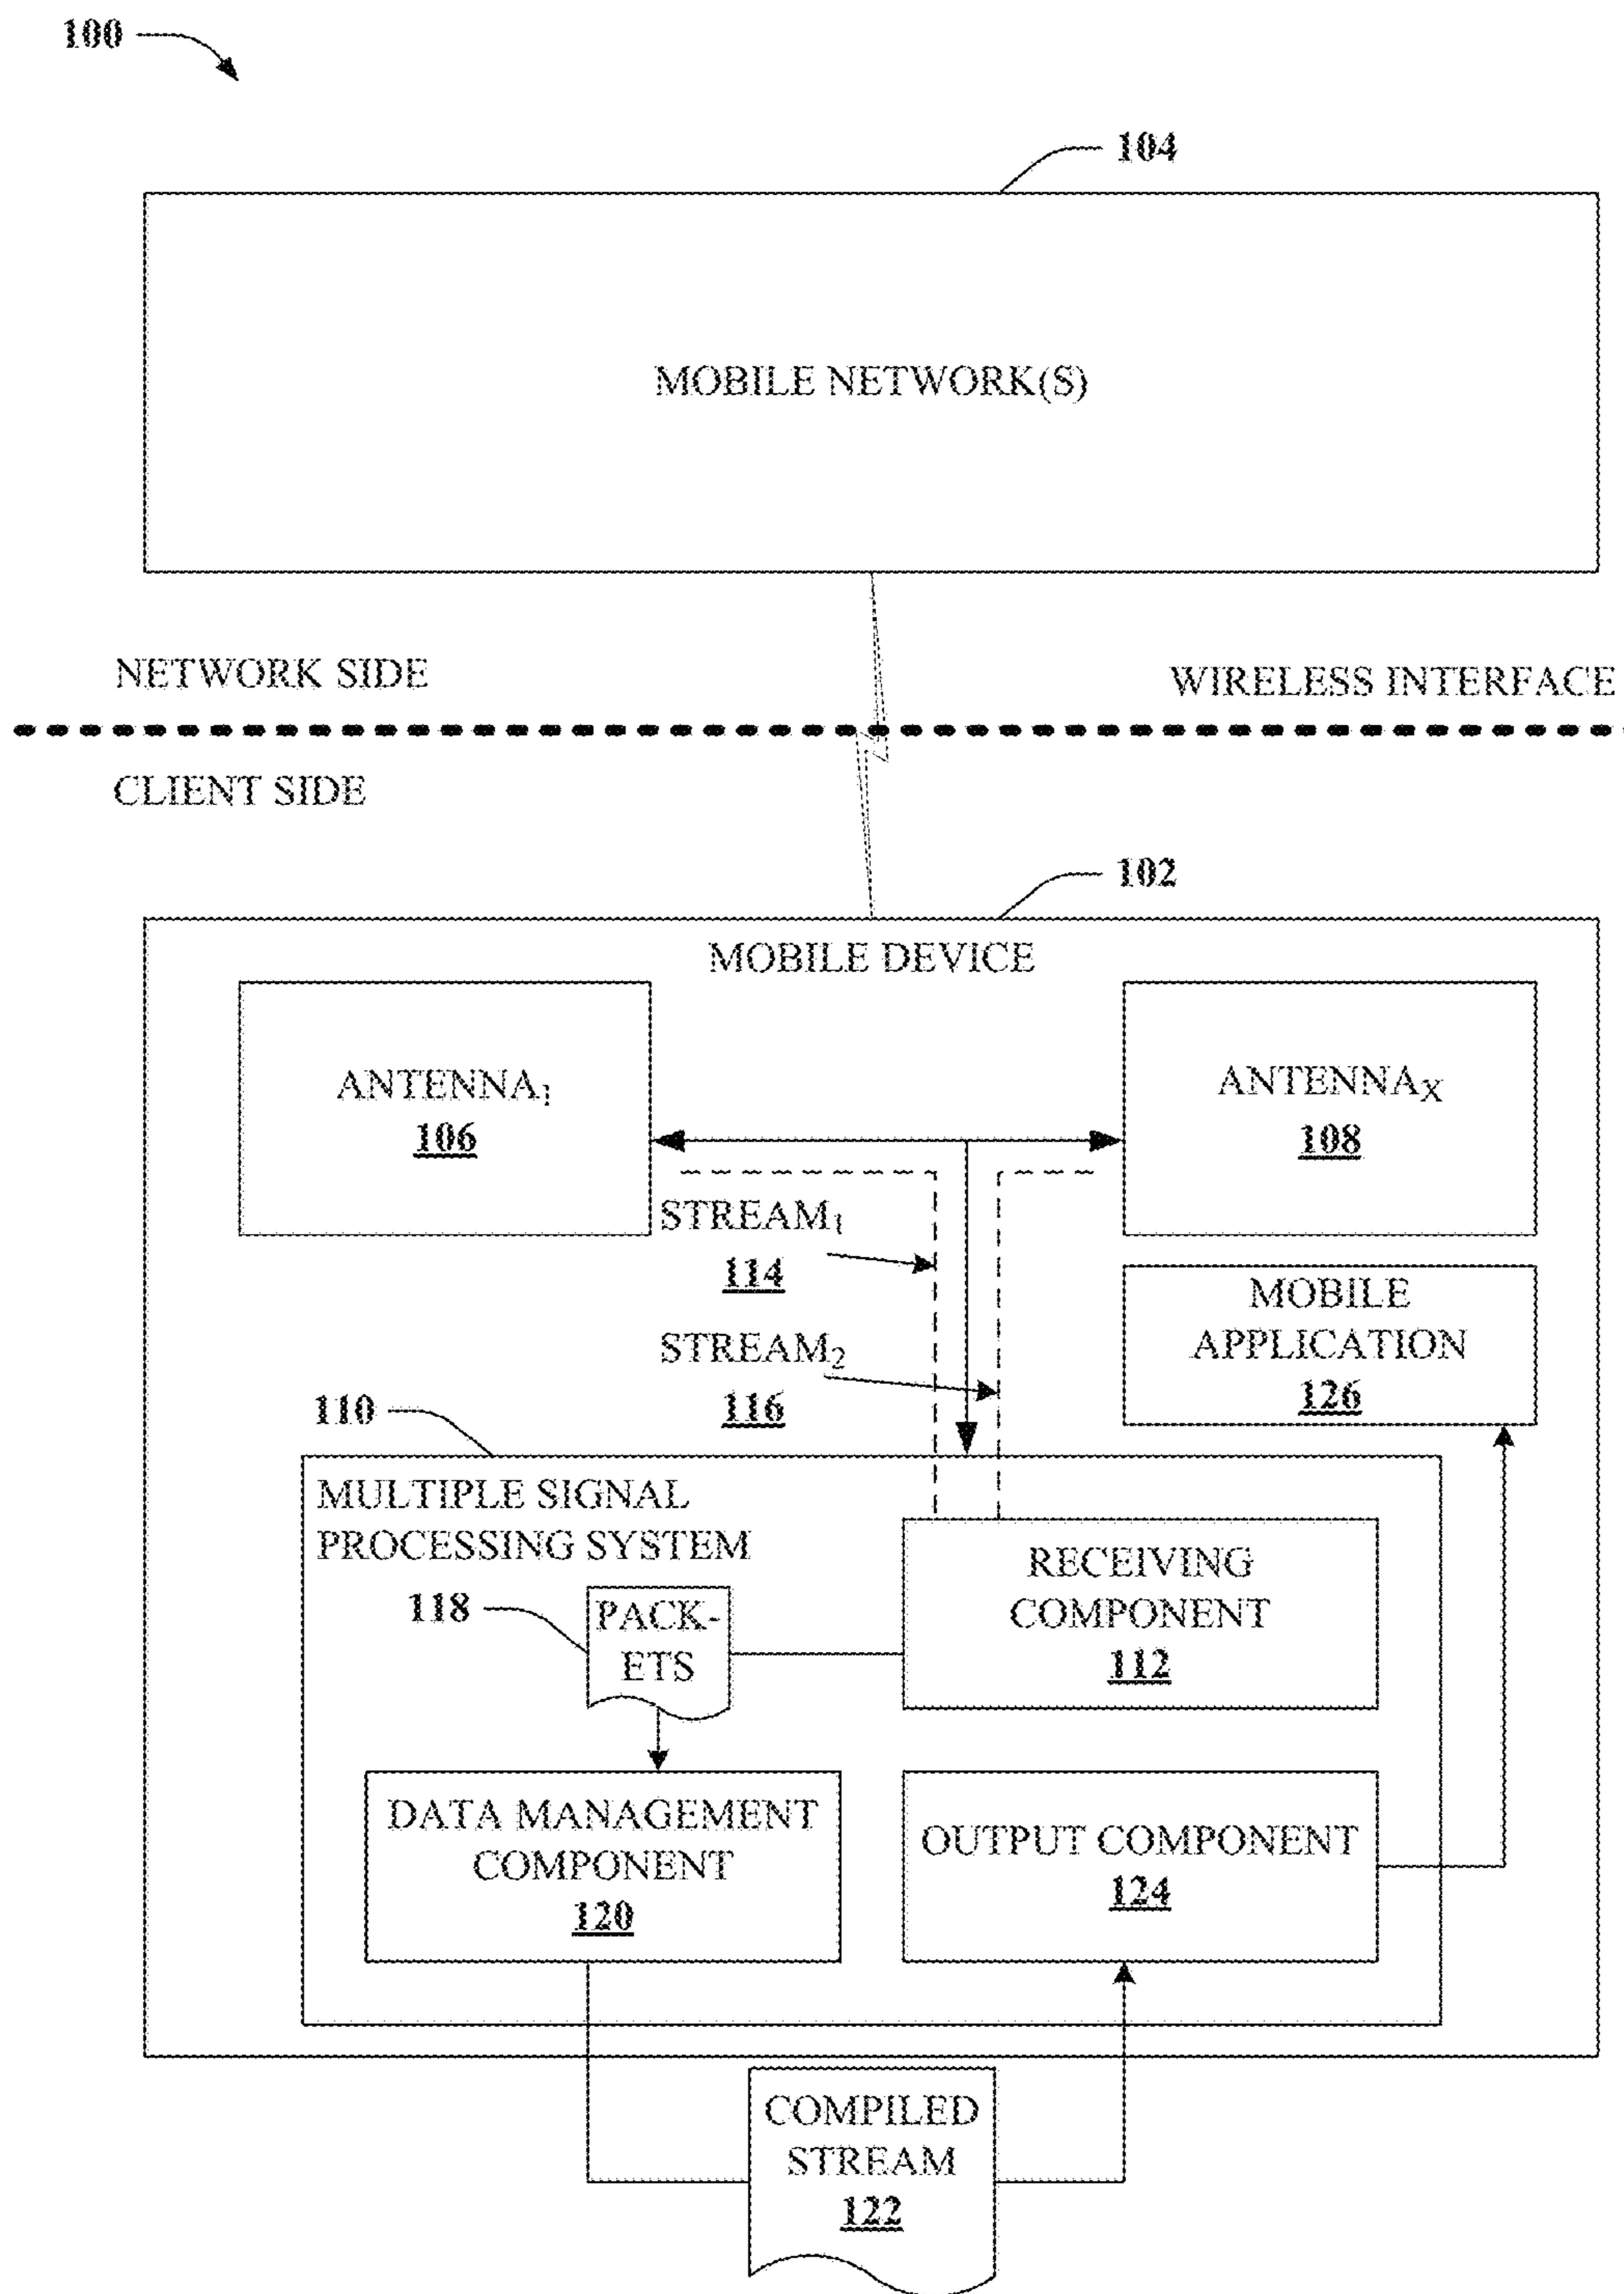 100
104
MOBILE NETWORK(S)
NETWORK SIDE
WIRELESS INTERFACE
CLIENT SIDE
102
MOBILE DEVICE
ANTENNA₁
106
ANTENNAₓ
108
STREAM₁
114
STREAM₂
116
MOBILE
APPLICATION
126
110
MULTIPLE SIGNAL
PROCESSING SYSTEM
RECEIVING
COMPONENT
112
118
PACK-
ETS
DATA MANAGEMENT
COMPONENT
120
OUTPUT COMPONENT
124
COMPILED
STREAM
122